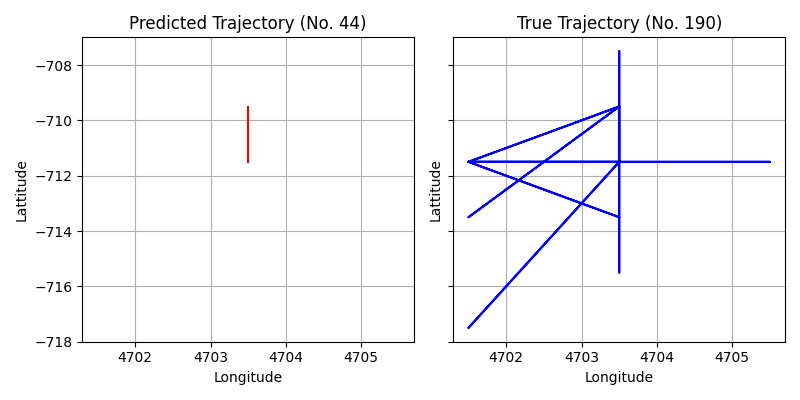 Predicted Trajectory (No. 44)
True Trajectory (No. 190)
−708
−710
−712
−714
−716
−718
Lattitude
Lattitude
4702 4703 4704 4705
4702 4703 4704 4705
Longitude
Longitude